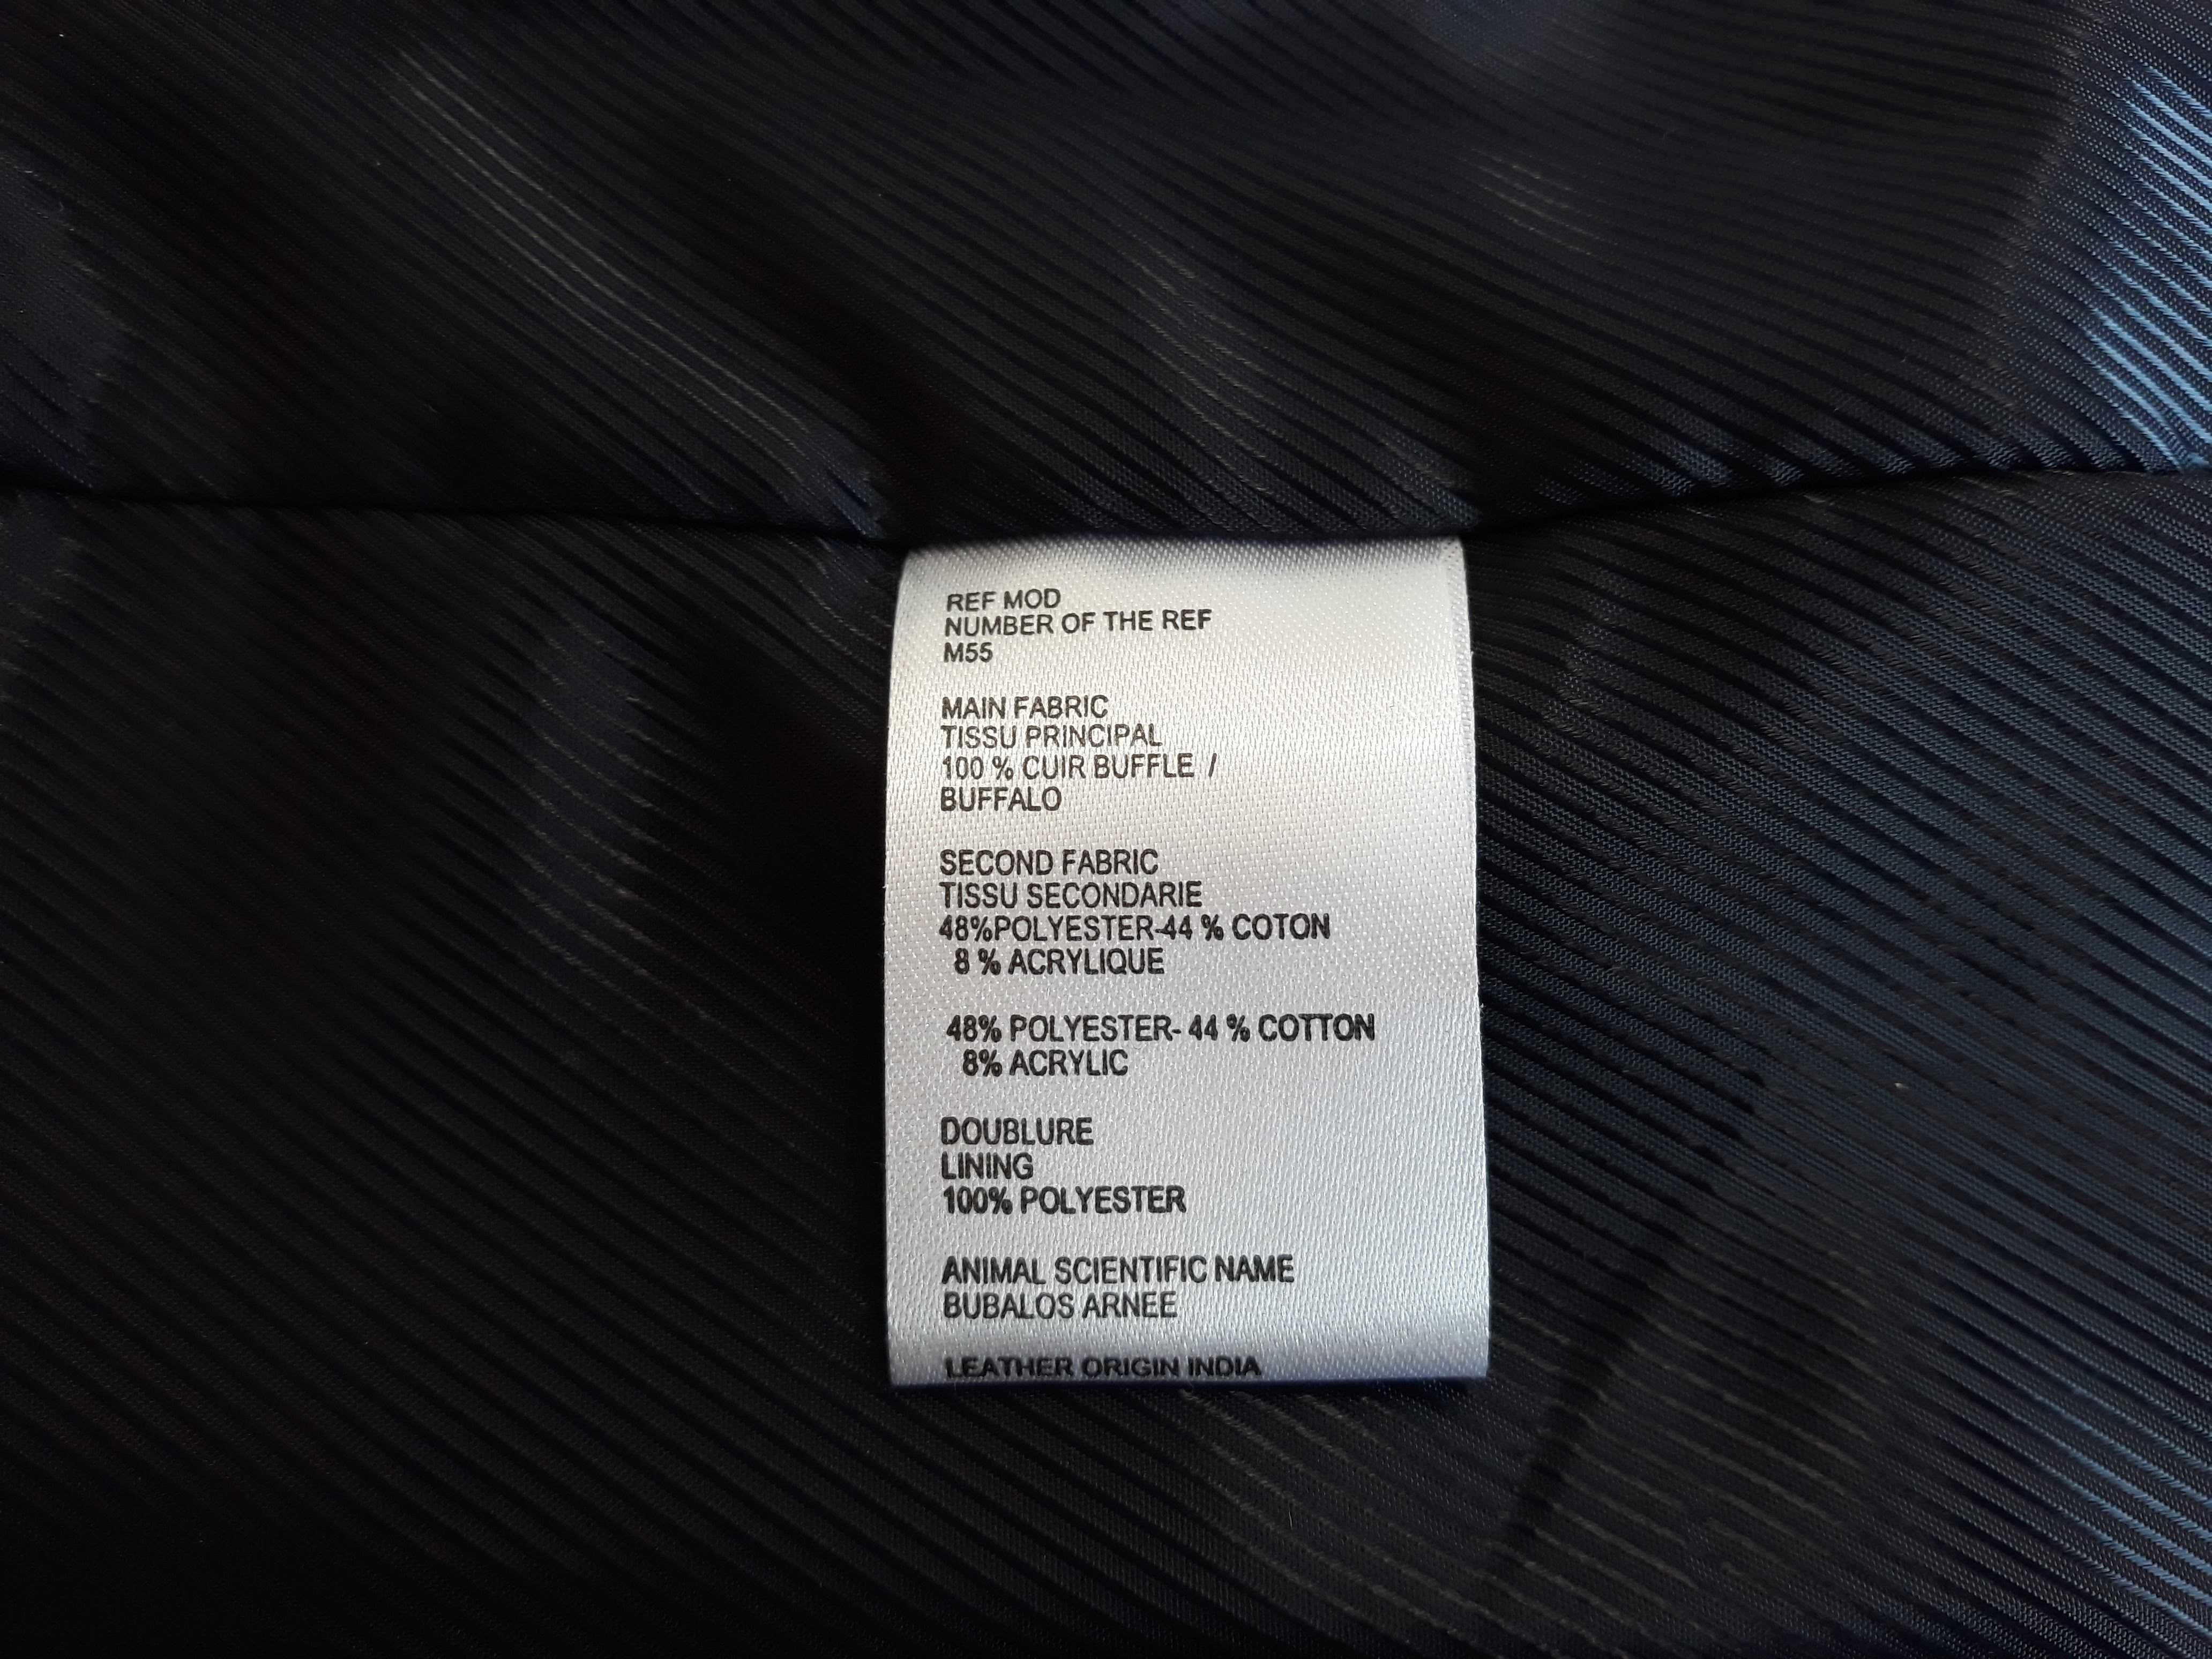 REF MOD
NUMBER OF THE REF
M55
MAIN FABRIC
TISSU PRINCIPAL
100 % CUIR BUFFLE /
BUFFALO
SECOND FABRIC
TISSU SECONDARIE
48%POLYESTER-44 % COTON
8 % ACRYLIQUE
48% POLYESTER- 44 % COTTON
8% ACRYLIC
DOUBLURE
LINING
100% POLYESTER
ANIMAL SCIENTIFIC NAME
BUBALOS ARNEE
LEATHER ORIGIN INDIA